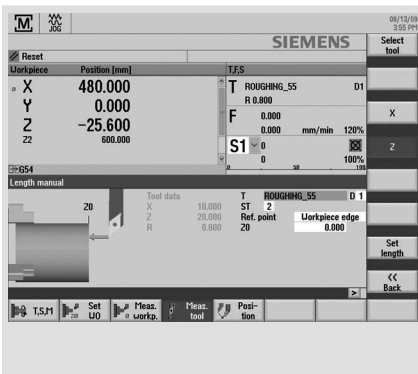 M JOG 08/13/09
3:55 PM
SIEMENS Select
tool
Reset
Workpiece Position [mm] T,F,S
X 480.000 T ROUGHING_55 D1
R 0.800
Y 0.000 F 0.000 X
Z -25.600 0.000 mm/min 120%
Z2 600.000 S1 0 Z
0 100%
G54 0 50 100
Length manual
Tool data T ROUGHING_55 D 1
Z0 X 10.000 ST 2
Z 20.000 Ref. point Workpiece edge
R 0.800 Z0 0.000
Set
length
<<
Back
T,S,M Set
WO Meas.
workp. Meas.
tool Posi-
tion